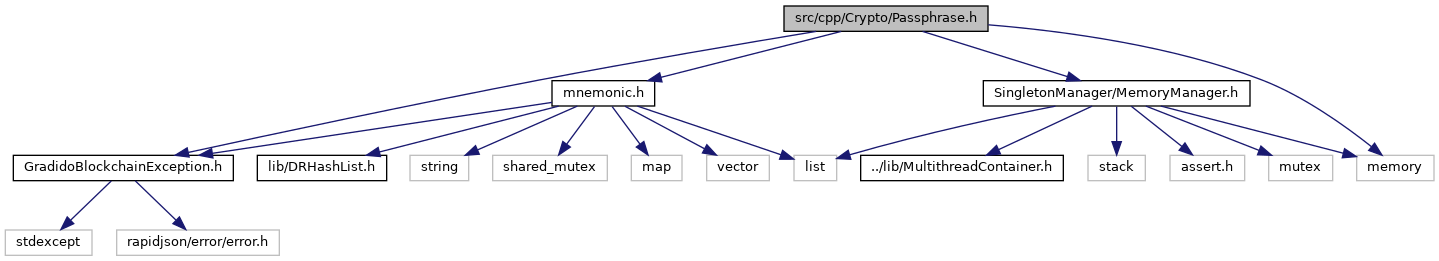 src/cpp/Crypto/Passphrase.h
mnemonic.h
SingletonManager/MemoryManager.h
GradidoBlockchainException.h
lib/DRHashList.h
string
shared_mutex
map
vector
list
../lib/MultithreadContainer.h
stack
assert.h
mutex
memory
stdexcept
rapidjson/error/error.h